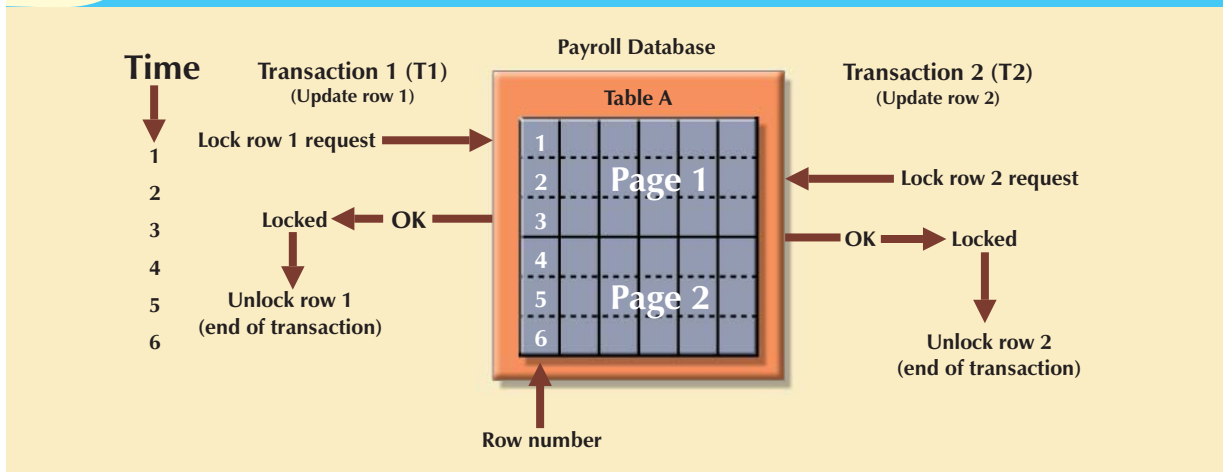 Payroll Database
Time
Transaction 1 (T1)
(Update row 1)
Table A
Transaction 2 (T2)
(Update row 2)
Lock row 1 request
Lock row 2 request
1
2
3
4
5
6
Locked
OK
Unlock row 1
(end of transaction)
1
2
3
4
5
6
Page 1
Page 2
OK
Locked
Unlock row 2
(end of transaction)
Row number